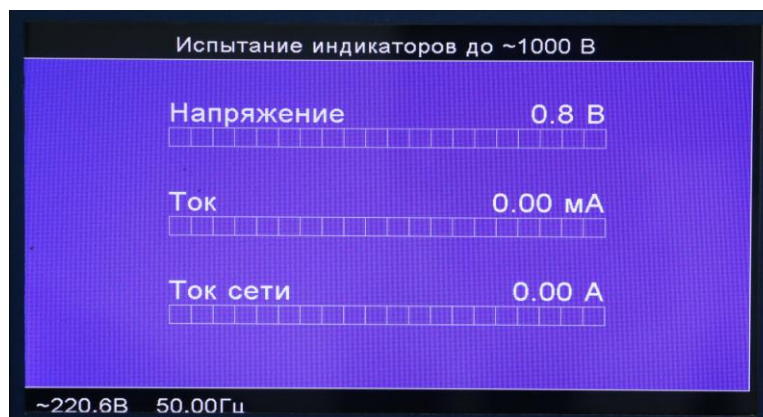 Испытание индикаторов до ~1000 В
Напряжение 0.8 В
Ток 0.00 мА
Ток сети 0.00 А
~220.6В 50.00Гц